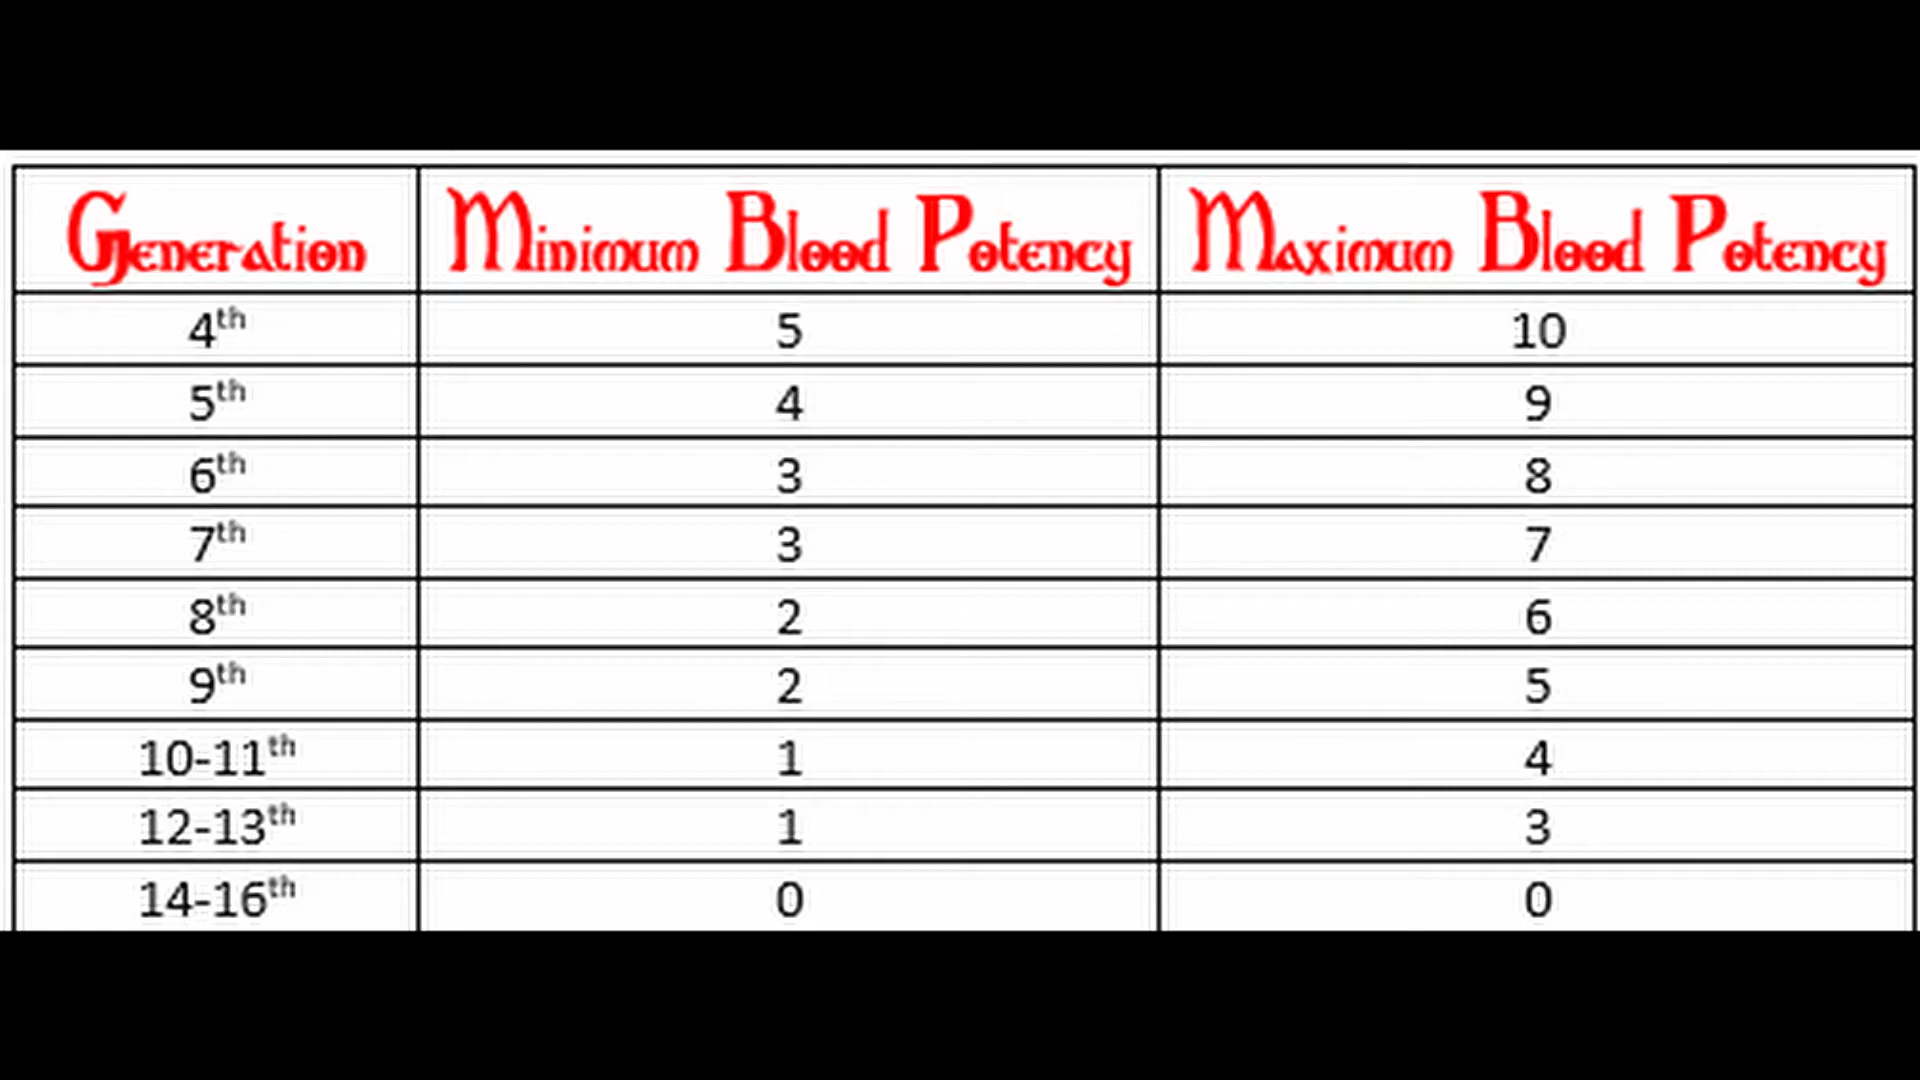 Generation Minimum Blood Potency Maximum Blood Potency
4th 5 10
5th 4 9
6th 3 8
7th 3 7
8th 2 6
9th 2 5
10-11th 1 4
12-13th 1 3
14-16th 0 0